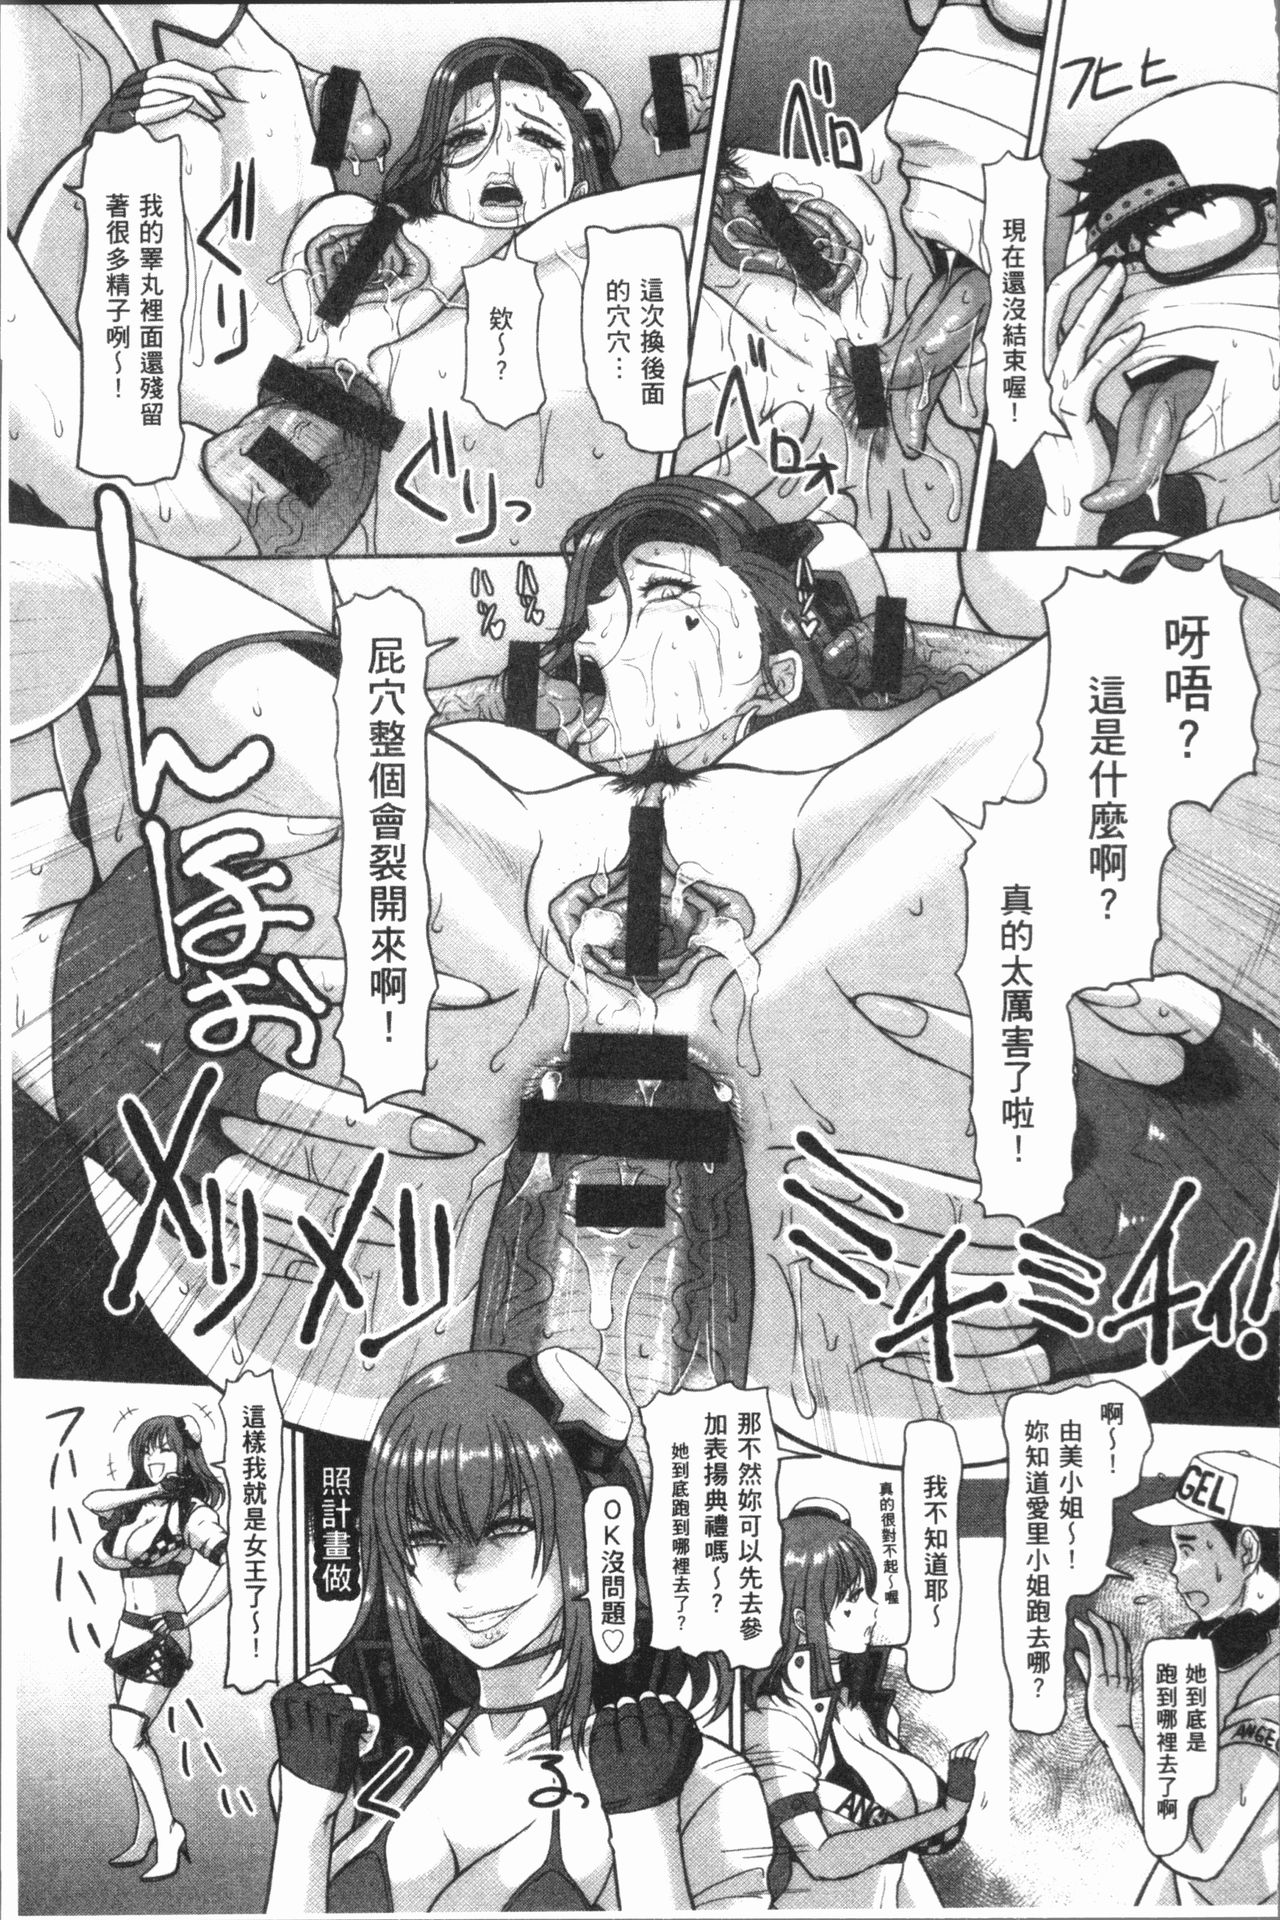 フヒヒ
現在還沒結束喔！
ベロ
ベロォ
這次換後面
的穴穴…
欸～？
我的睪丸裡面還殘留
著很多精子咧～！
ぐり
ぐりっ
呀唔？
這是什麼啊？
真的太厲害了啦！
屁穴整個會裂開來啊！
んほお
メリメリ
ミチミチィ！
GEL
ANGEL
啊～！
由美小姐～！
妳知道愛里小姐跑去哪？
她到底是
跑到哪裡去了啊
我不知道耶～
真的很對不起～喔
ANGE
那不然妳可以先去參
加表揚典禮嗎～？
她到底跑到哪裡去了？
OK沒問題♡
照計畫做
くるっ
這樣我就是女王了～！